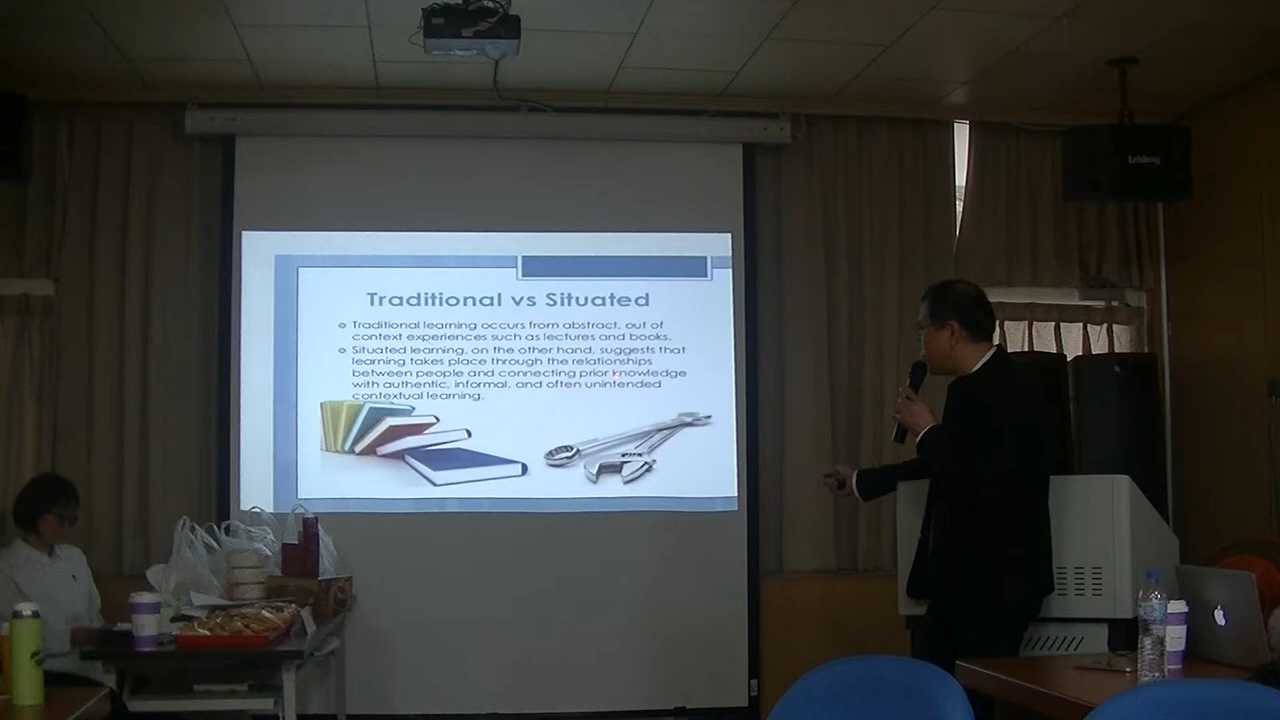 Traditional vs Situated
Traditional learning occurs from abstract, out of
context experiences such as lectures and books.
Situated learning, on the other hand, suggests that
learning takes place through the relationships
between people and connecting prior knowledge
with authentic, informal, and often unintended
contextual learning.